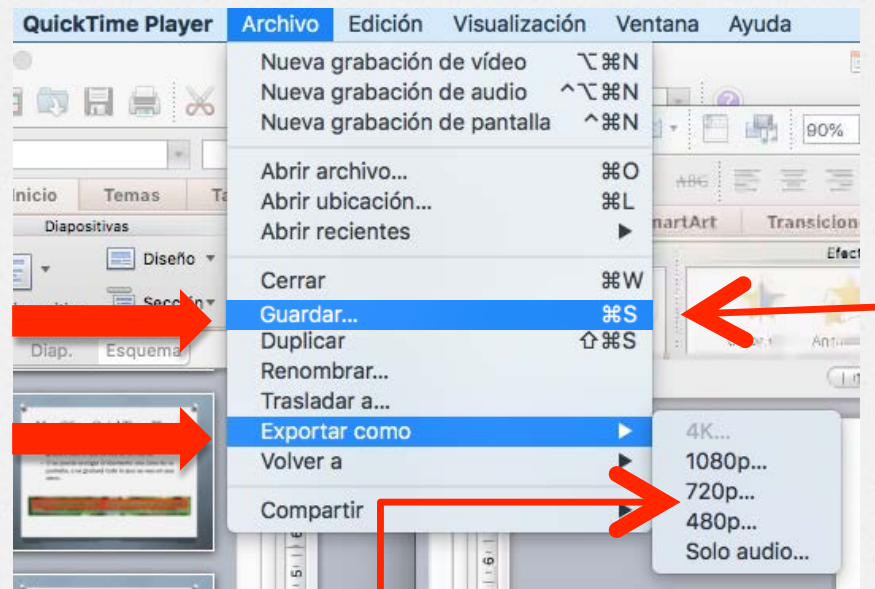 QuickTime Player Archivo Edición Visualización Ventana Ayuda
Nueva grabación de vídeo ⌥⌘N
Nueva grabación de audio ^⌥⌘N
Nueva grabación de pantalla ^⌘N
90%
Abrir archivo... ⌘O
ABC
Abrir ubicación... ⌘L
Temas
Abrir recientes ▶
Diapositivas
Diseño
Cerrar ⌘W
Guardar... ⌘S
Duplicar ⇧⌘S
Diap. Esquema
Renombrar...
Trasladar a...
Exportar como ▶
4K...
Volver a ▶
1080p...
720p...
Compartir
480p...
Solo audio...